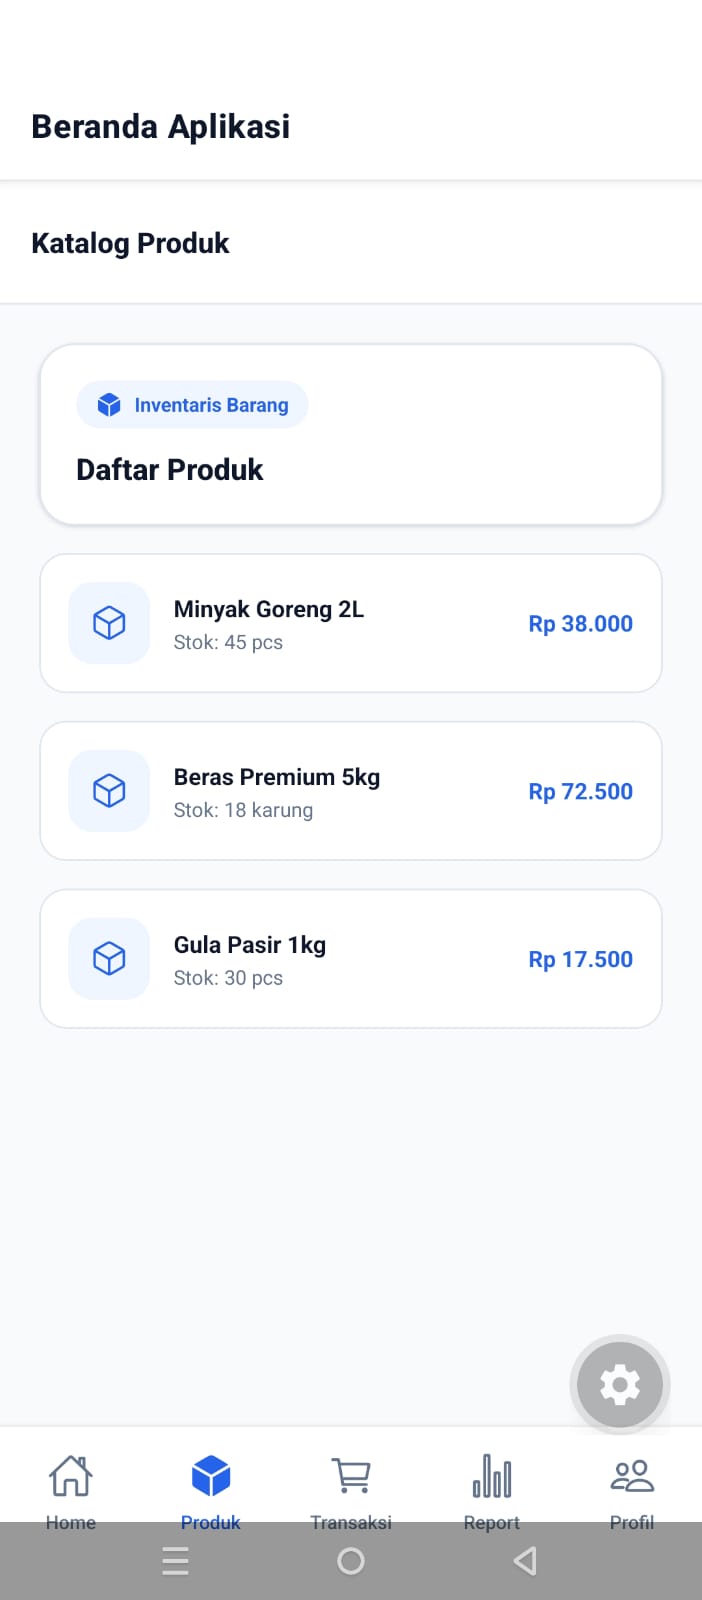 Beranda Aplikasi
Katalog Produk
Inventaris Barang
Daftar Produk
Minyak Goreng 2L
Stok: 45 pcs
Rp 38.000
Beras Premium 5kg
Stok: 18 karung
Rp 72.500
Gula Pasir 1kg
Stok: 30 pcs
Rp 17.500
Home
Produk
Transaksi
Report
Profil